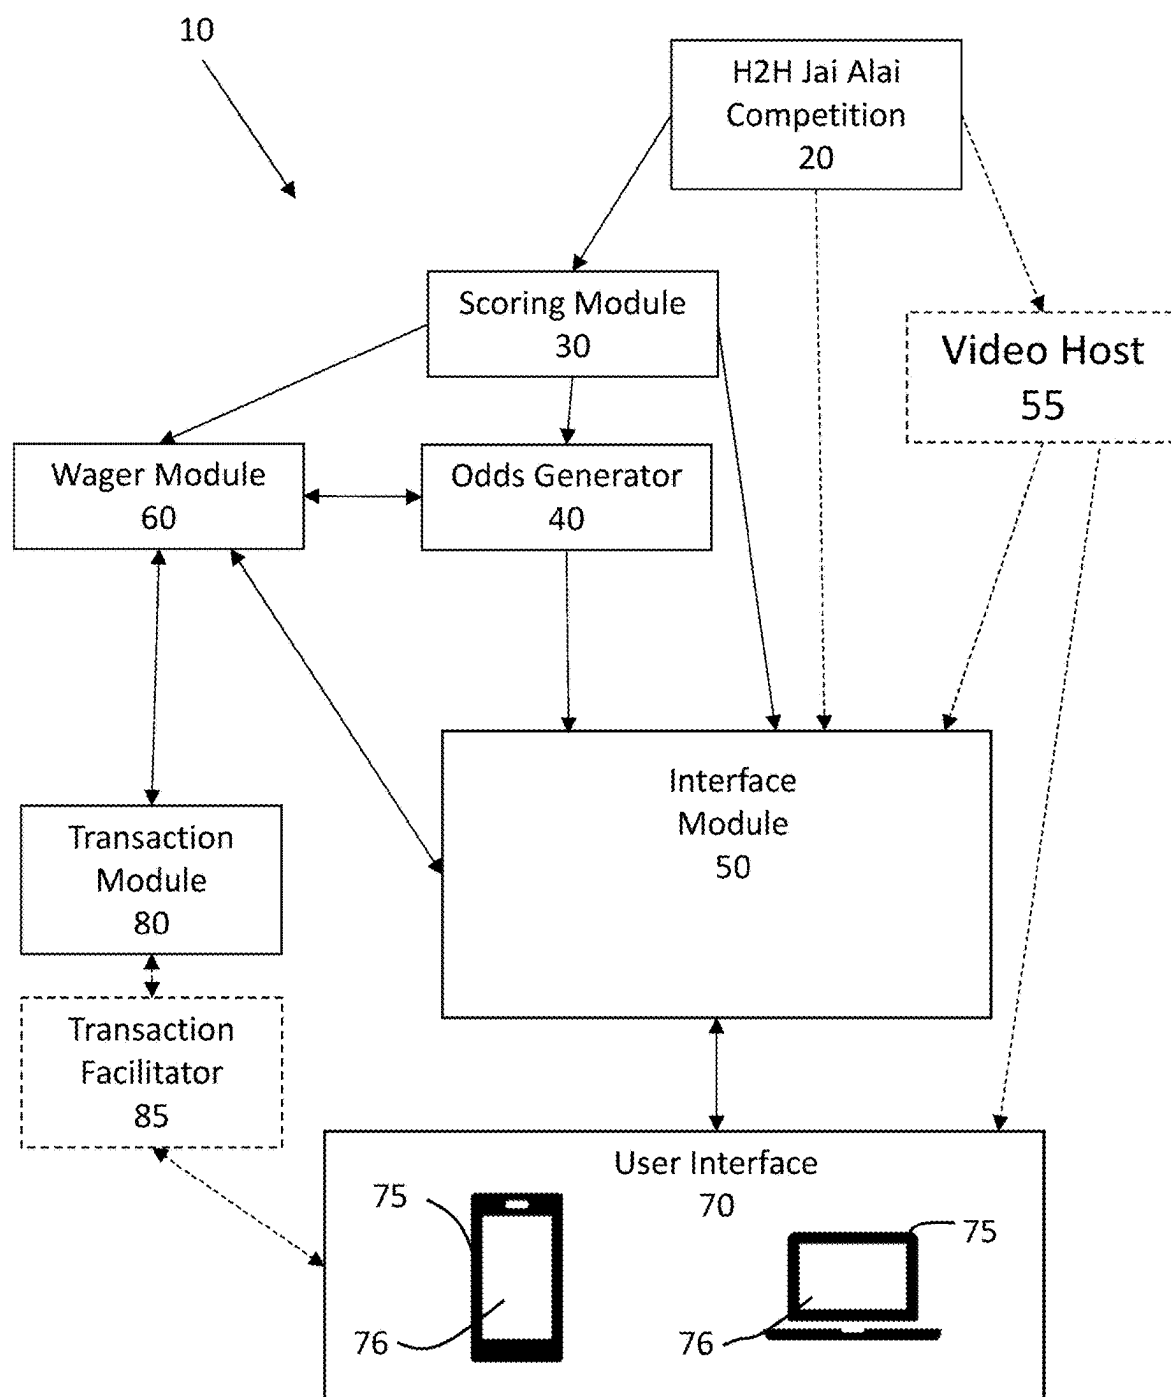 10
H2H Jai Alai
Competition
20
Scoring Module
30
Video Host
55
Wager Module
60
Odds Generator
40
Interface
Module
50
Transaction
Module
80
Transaction
Facilitator
85
User Interface
70
75
75
76
76